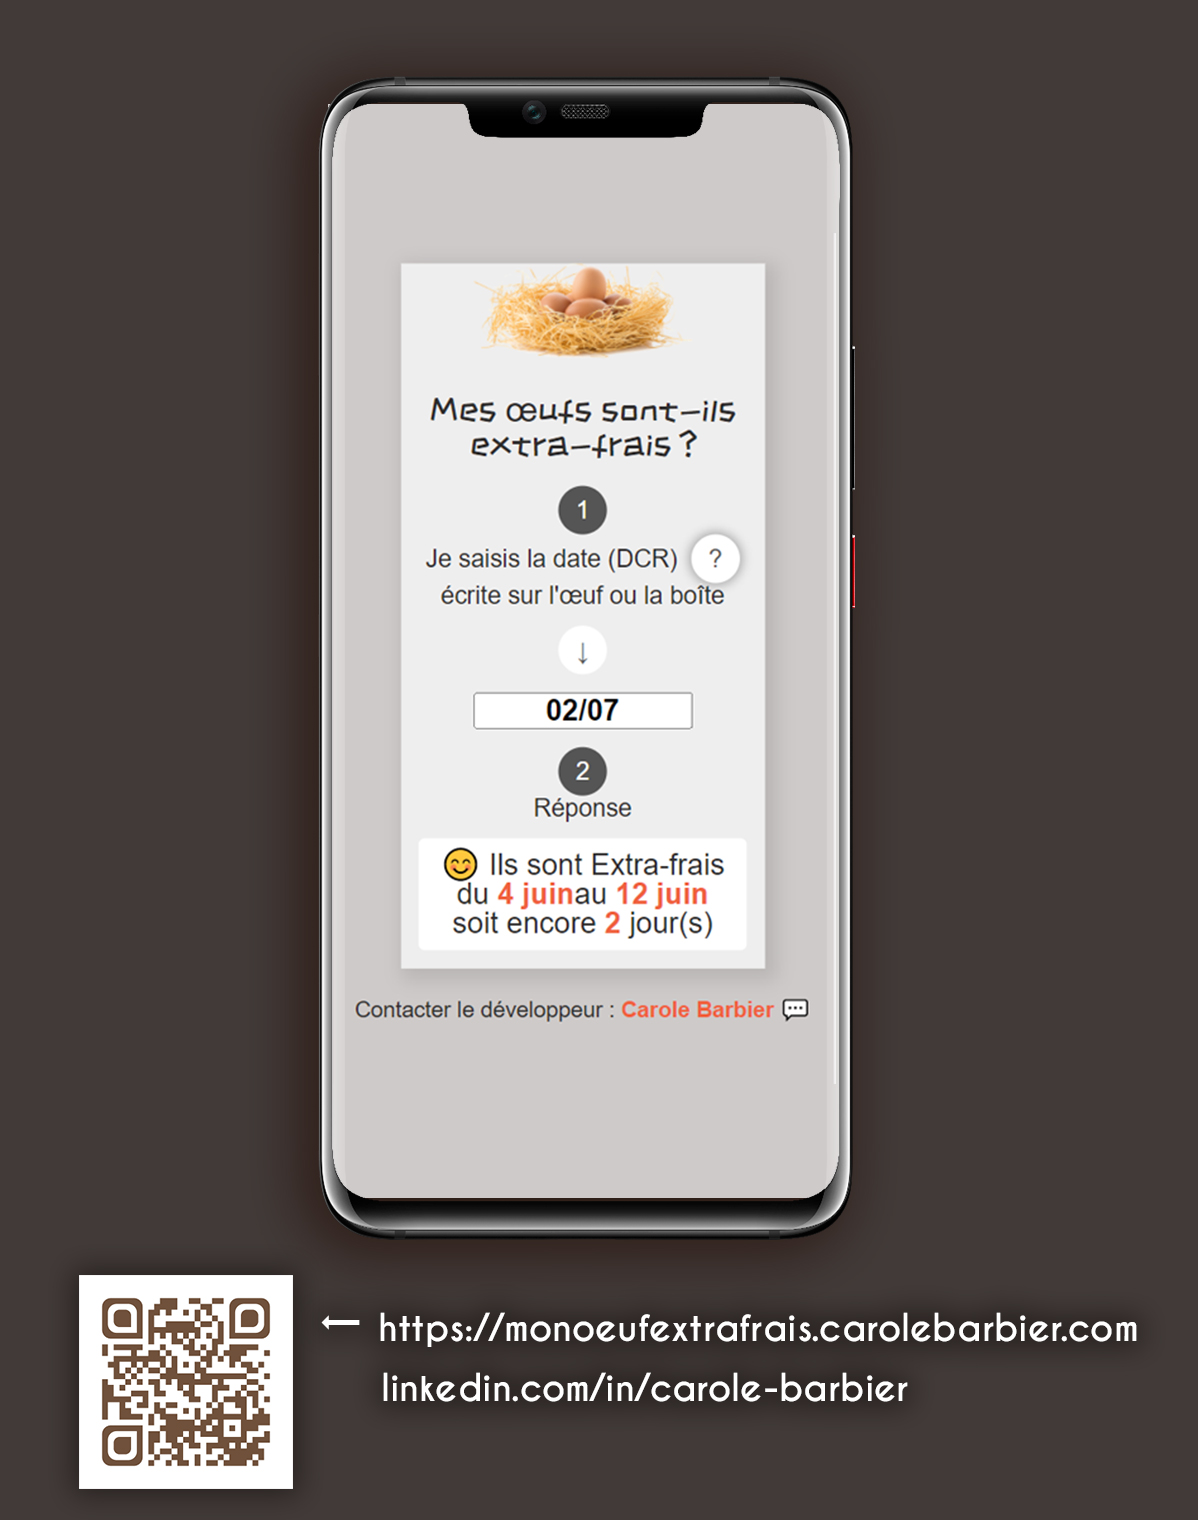 Mes œufs sont-ils
extra-frais ?
1
Je saisis la date (DCR) ?
écrite sur l'œuf ou la boîte
↓
02/07
2
Réponse
😊 Ils sont Extra-frais
du 4 juinau 12 juin
soit encore 2 jour(s)
Contacter le développeur : Carole Barbier
← https://monoeufextrafrais.carolebarbier.com
linkedin.com/in/carole-barbier